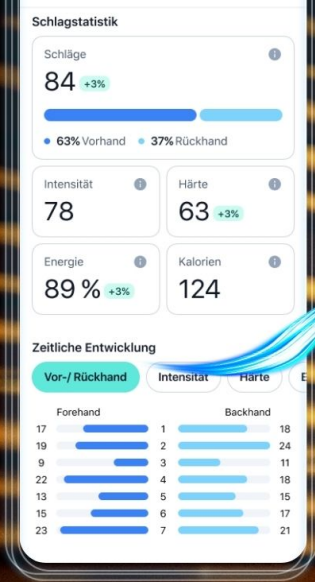 Schlagstatistik
Schläge
84 +3%
63% Vorhand 37% Rückhand
Intensität Härte
78 63 +3%
Energie Kalorien
89 % +3% 124
Zeitliche Entwicklung
Vor-/ Rückhand Intensität Härte E
Forehand Backhand
17 1 18
19 2 24
9 3 11
22 4 18
13 5 15
15 6 17
23 7 21